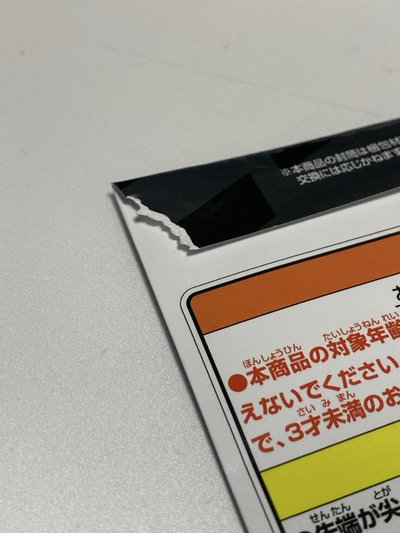 ※本商品の封筒は梱包材
交換には応じかねます
ほんしょうひん たいしょうねんれい
●本商品の対象年齢
えないでください
さい み まん
で、3才未満のお
せんたん とが
先端が尖